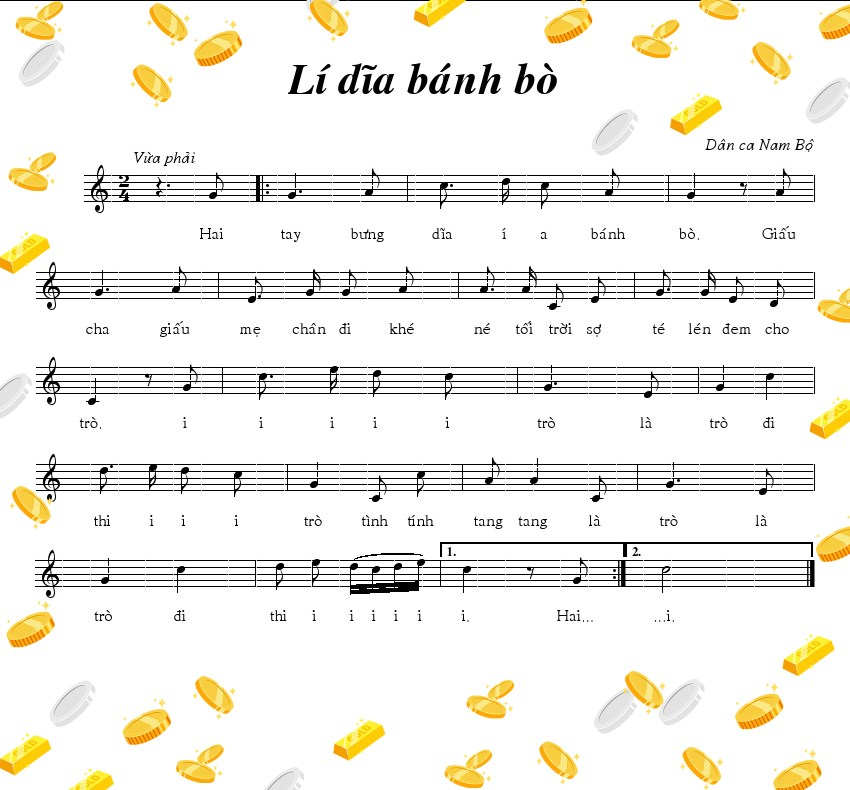 Lí dĩa bánh bò
Vừa phải
Dân ca Nam Bộ
2
4
Hai tay bưng dĩa í a bánh bò. Giấu
cha giấu mẹ chân đi khé né tối trời sợ té lén đem cho
trò. i i i i i trò là trò đi
thi i i i trò tình tính tang tang là trò là
1.
2.
trò đi thi i i i i i i. Hai... ...i.